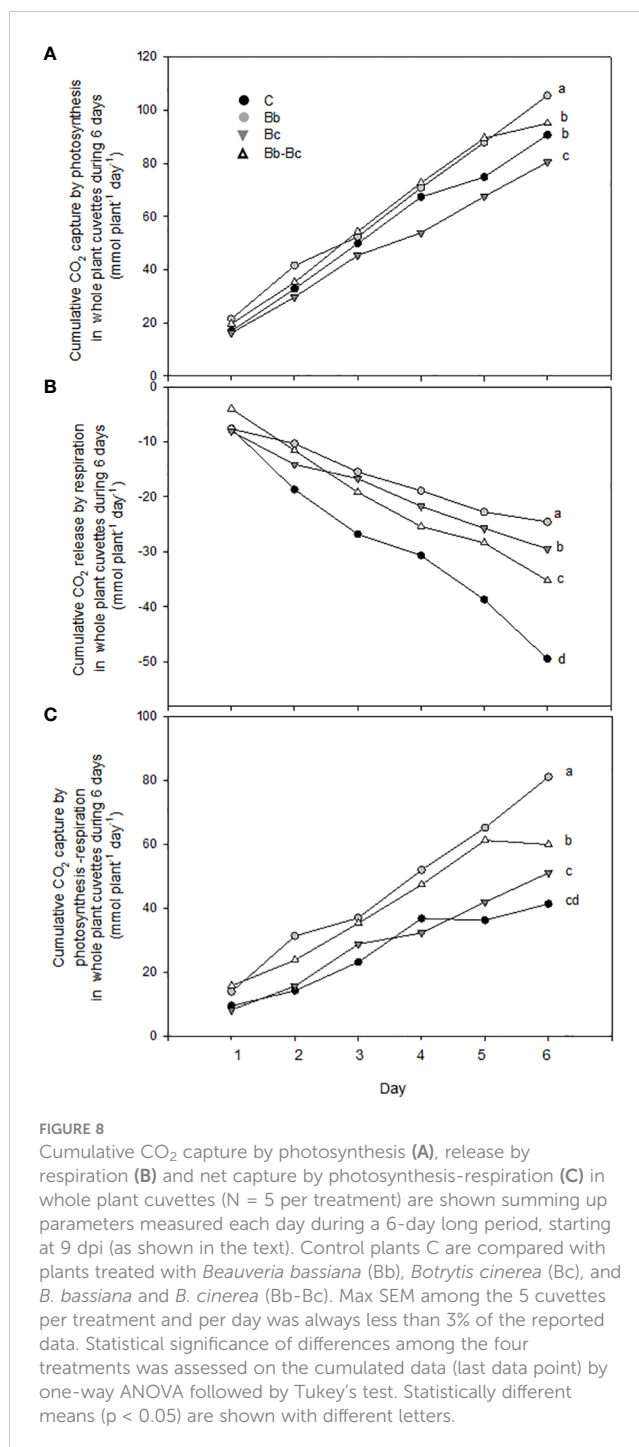 A
Cumulative CO₂ capture by photosynthesis
in whole plant cuvettes during 6 days
(mmol plant⁻¹ day⁻¹)
120
100
80
60
40
20
0
C
Bb
Bc
Bb-Bc
a
b
b
c
B
Cumulative CO₂ release by respiration
in whole plant cuvettes during 6 days
(mmol plant⁻¹ day⁻¹)
0
-10
-20
-30
-40
-50
a
b
c
d
C
Cumulative CO₂ capture by
photosynthesis -respiration
in whole plant cuvettes during 6 days
(mmol plant⁻¹ day⁻¹)
100
80
60
40
20
0
a
b
c
cd
1 2 3 4 5 6
Day
FIGURE 8
Cumulative CO₂ capture by photosynthesis (A), release by
respiration (B) and net capture by photosynthesis-respiration (C) in
whole plant cuvettes (N = 5 per treatment) are shown summing up
parameters measured each day during a 6-day long period, starting
at 9 dpi (as shown in the text). Control plants C are compared with
plants treated with Beauveria bassiana (Bb), Botrytis cinerea (Bc), and
B. bassiana and B. cinerea (Bb-Bc). Max SEM among the 5 cuvettes
per treatment and per day was always less than 3% of the reported
data. Statistical significance of differences among the four
treatments was assessed on the cumulated data (last data point) by
one-way ANOVA followed by Tukey's test. Statistically different
means (p < 0.05) are shown with different letters.